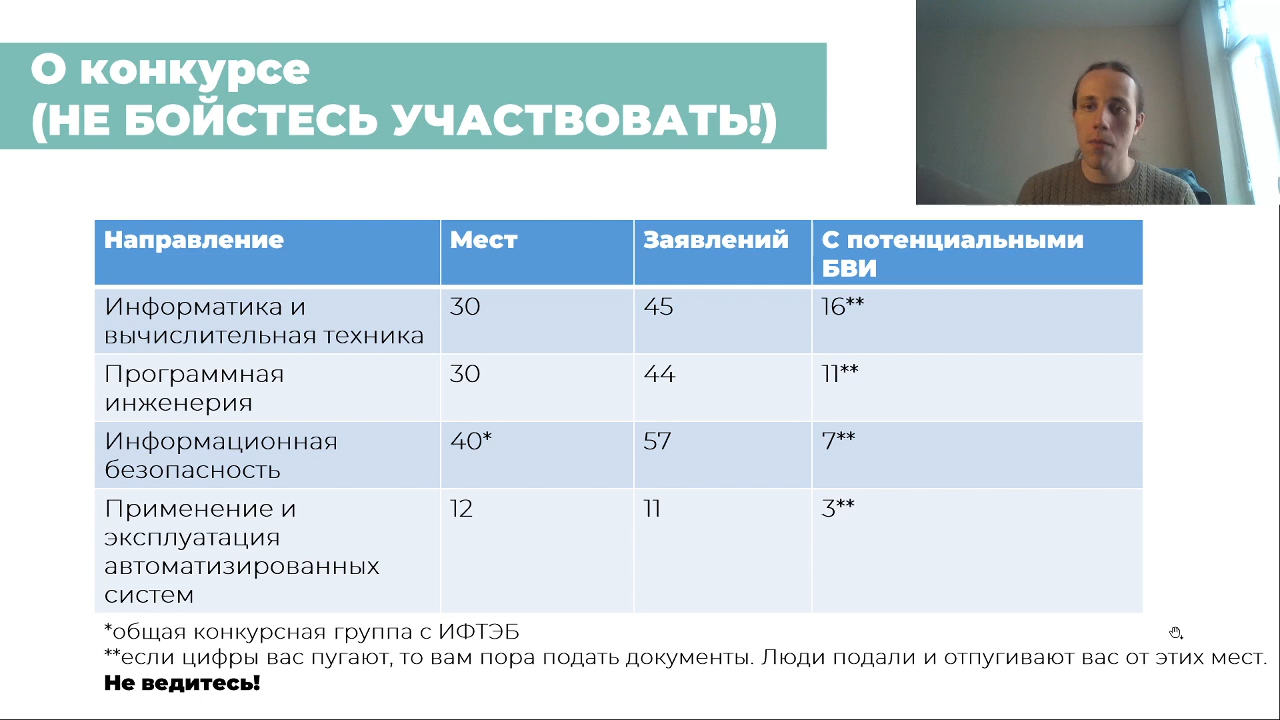 О конкурсе
(НЕ БОЙСТЕСЬ УЧАСТВОВАТЬ!)
Направление Мест Заявлений С потенциальными
БВИ
Информатика и 30 45 16**
вычислительная техника
Программная 30 44 11**
инженерия
Информационная 40* 57 7**
безопасность
Применение и 12 11 3**
эксплуатация
автоматизированных
систем
*общая конкурсная группа с ИФТЭБ
**если цифры вас пугают, то вам пора подать документы. Люди подали и отпугивают вас от этих мест.
Не ведитесь!